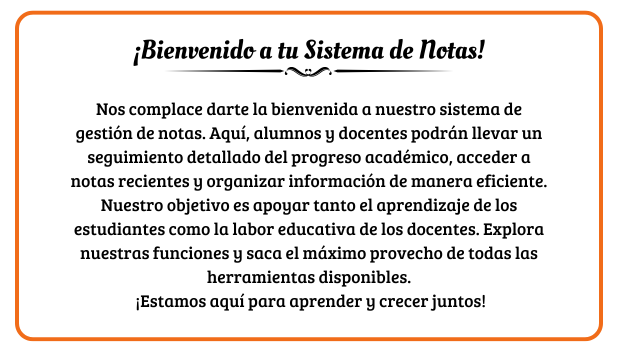 ¡Bienvenido a tu Sistema de Notas!
Nos complace darte la bienvenida a nuestro sistema de
gestión de notas. Aquí, alumnos y docentes podrán llevar un
seguimiento detallado del progreso académico, acceder a
notas recientes y organizar información de manera eficiente.
Nuestro objetivo es apoyar tanto el aprendizaje de los
estudiantes como la labor educativa de los docentes. Explora
nuestras funciones y saca el máximo provecho de todas las
herramientas disponibles.
¡Estamos aquí para aprender y crecer juntos!